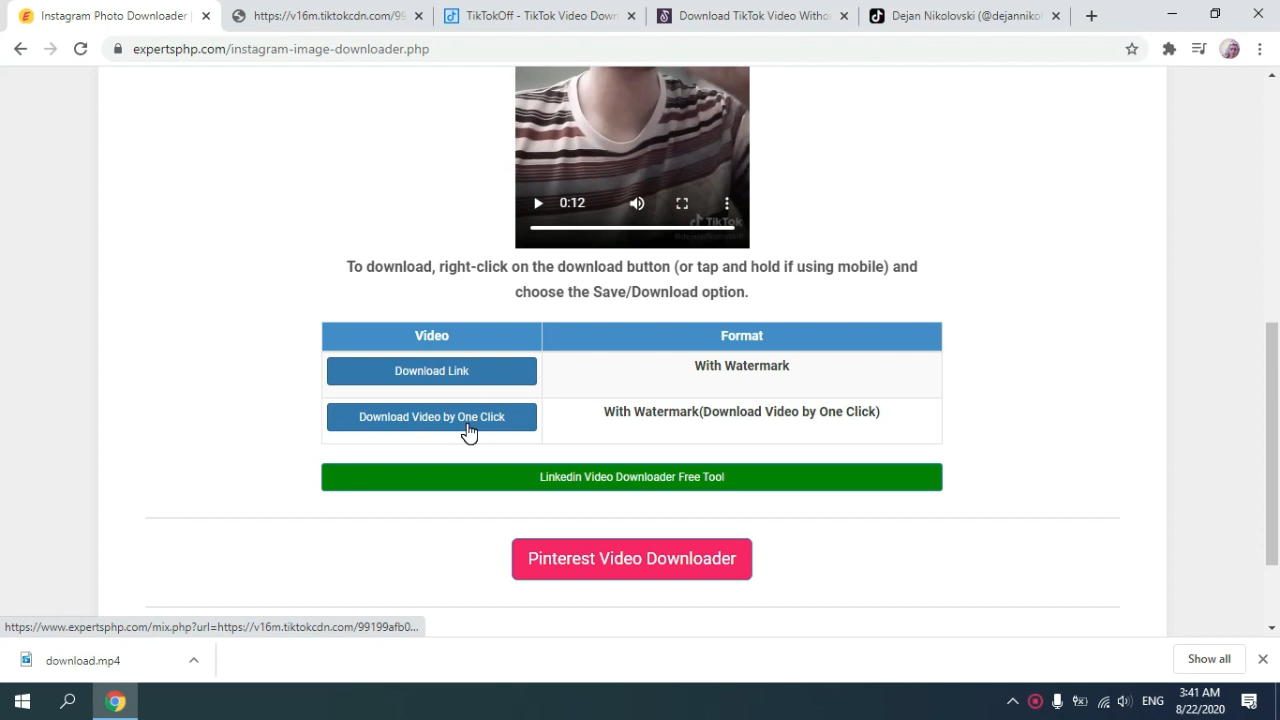 Instagram Photo Downloader
https://v16m.tiktokcdn.com/99
TikTokOff - TikTok Video Down
Download TikTok Video Witho
Dejan Nikolovski (@dejannikol
expertsphp.com/instagram-image-downloader.php
0:12
TikTok
To download, right-click on the download button (or tap and hold if using mobile) and
choose the Save/Download option.
Video Format
Download Link With Watermark
Download Video by One Click With Watermark(Download Video by One Click)
Linkedin Video Downloader Free Tool
Pinterest Video Downloader
https://www.expertsphp.com/mix.php?url=https://v16m.tiktokcdn.com/99199afb0...
download.mp4
Show all
ENG
3:41 AM
8/22/2020